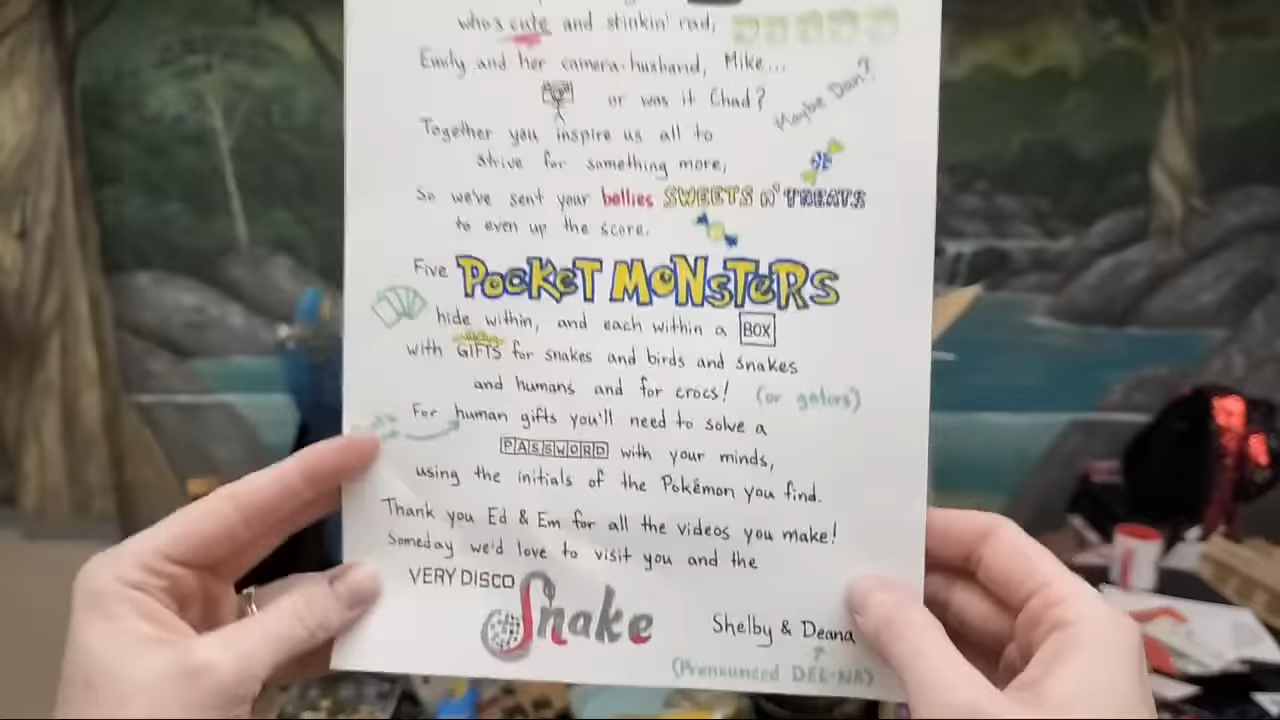 who's cute and stinkin' rad,
Emily and her camera-husband, Mike...
or was it Chad?
Maybe Dan?
Together you inspire us all to
strive for something more,
So we've sent your bellies SWEETS N' TREATS
to even up the score.
Five POCKET MONSTERS
hide within, and each within a BOX
with GIFTS for snakes and birds and snakes
and humans and for crocs! (or gators)
For human gifts you'll need to solve a
PASSWORD with your minds,
using the initials of the Pokémon you find.
Thank you Ed & Em for all the videos you make!
Someday we'd love to visit you and the
VERY DISCO Snake
Shelby & Deana
(Pronounced DEE-NA)